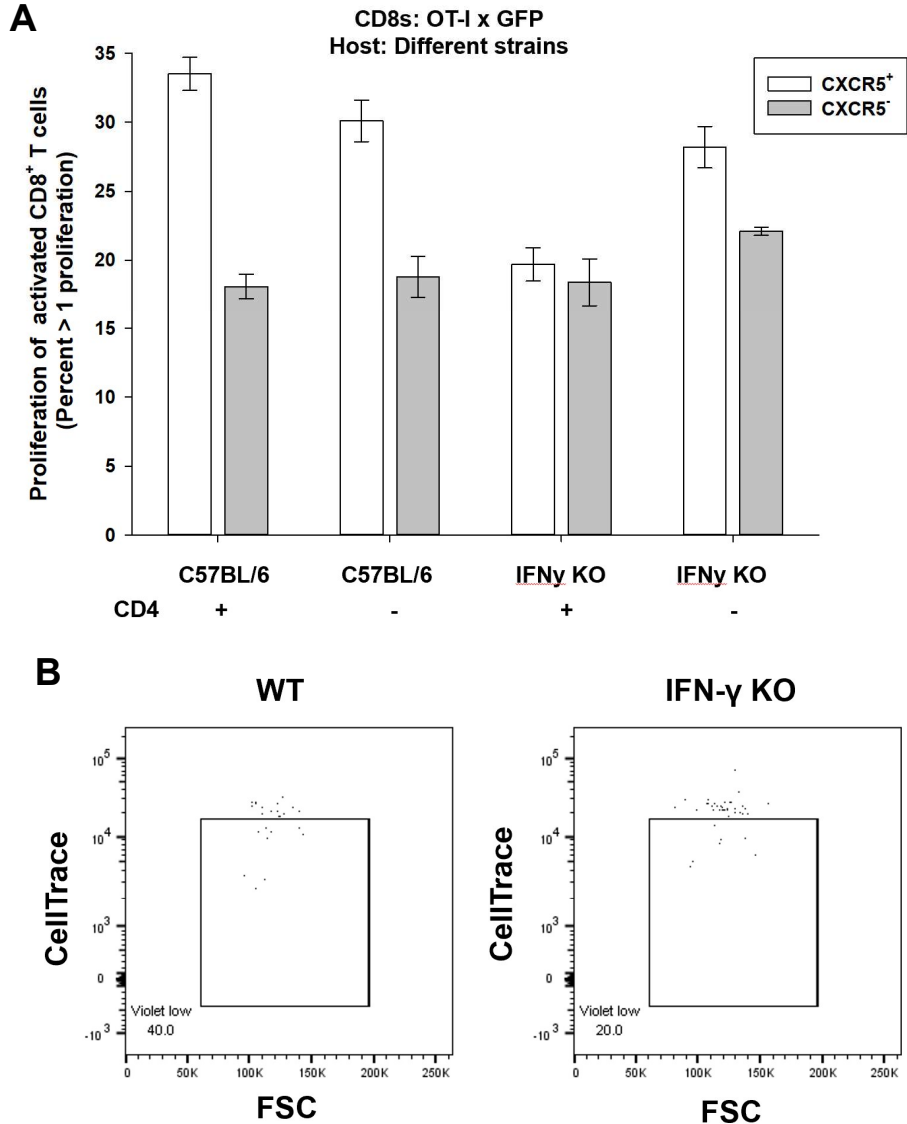 A
CD8s: OT-I x GFP
Host: Different strains
CXCR5+
CXCR5-
Proliferation of activated CD8+ T cells
(Percent > 1 proliferation)
35
30
25
20
15
10
5
0
C57BL/6 C57BL/6 IFNγ KO IFNγ KO
CD4 + - + -
B
WT
IFN-γ KO
CellTrace
10^5
10^4
10^3
0
-10^3
Violet low
40.0
0 50K 100K 150K 200K 250K
FSC
CellTrace
10^5
10^4
10^3
0
-10^3
Violet low
20.0
0 50K 100K 150K 200K 250K
FSC